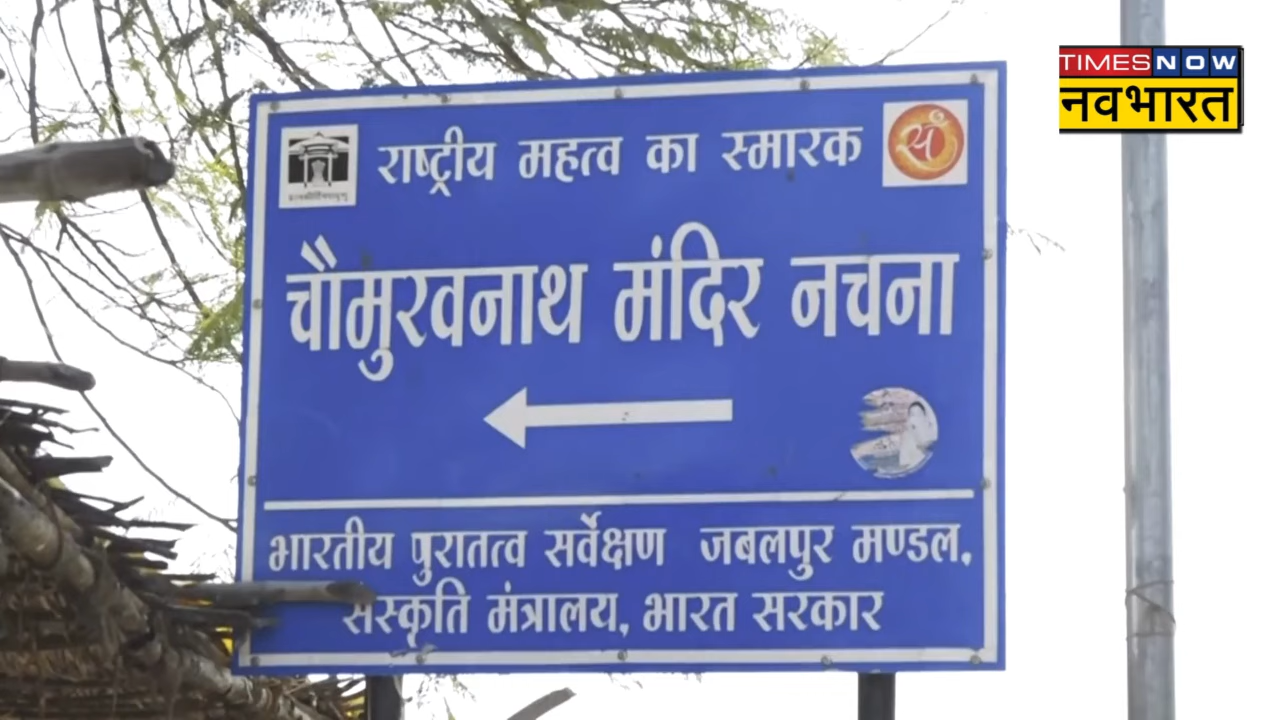 TIMES NOW
नवभारत
राष्ट्रीय महत्व का स्मारक
चौमुखनाथ मंदिर नचना
भारतीय पुरातत्व सर्वेक्षण जबलपुर मण्डल,
संस्कृति मंत्रालय, भारत सरकार